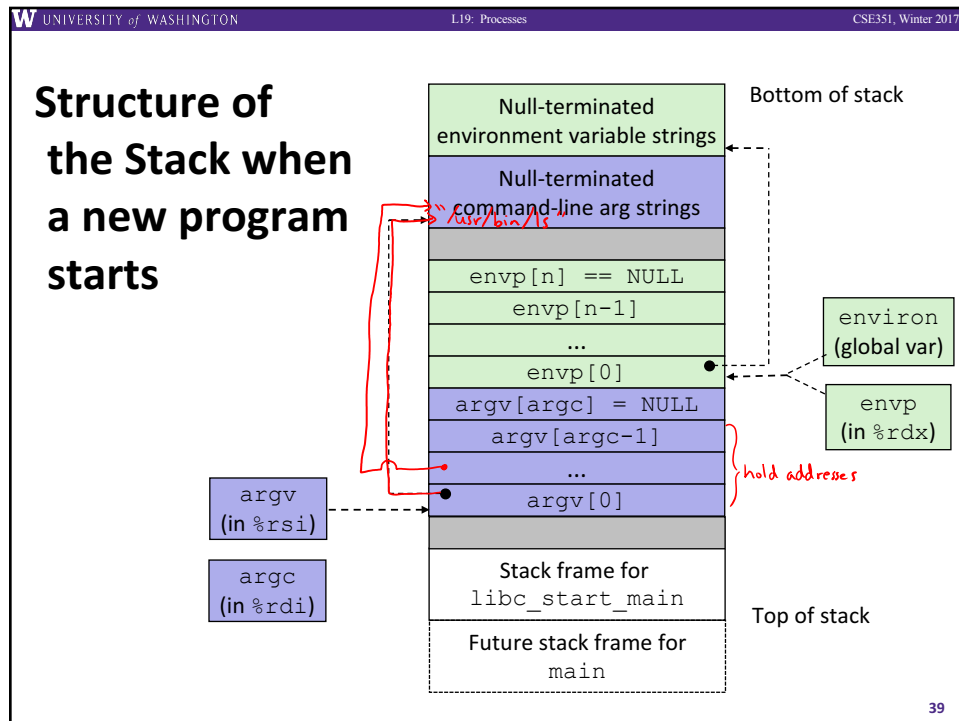 W UNIVERSITY of WASHINGTON
L19: Processes
CSE351, Winter 2017
Structure of
the Stack when
a new program
starts
Bottom of stack
Null-terminated
environment variable strings
Null-terminated
command-line arg strings
"/usr/bin/ls"
envp[n] == NULL
envp[n-1]
...
envp[0]
argv[argc] = NULL
argv[argc-1]
...
argv[0]
environ
(global var)
envp
(in %rdx)
hold addresses
argv
(in %rsi)
argc
(in %rdi)
Stack frame for
libc_start_main
Top of stack
Future stack frame for
main
39